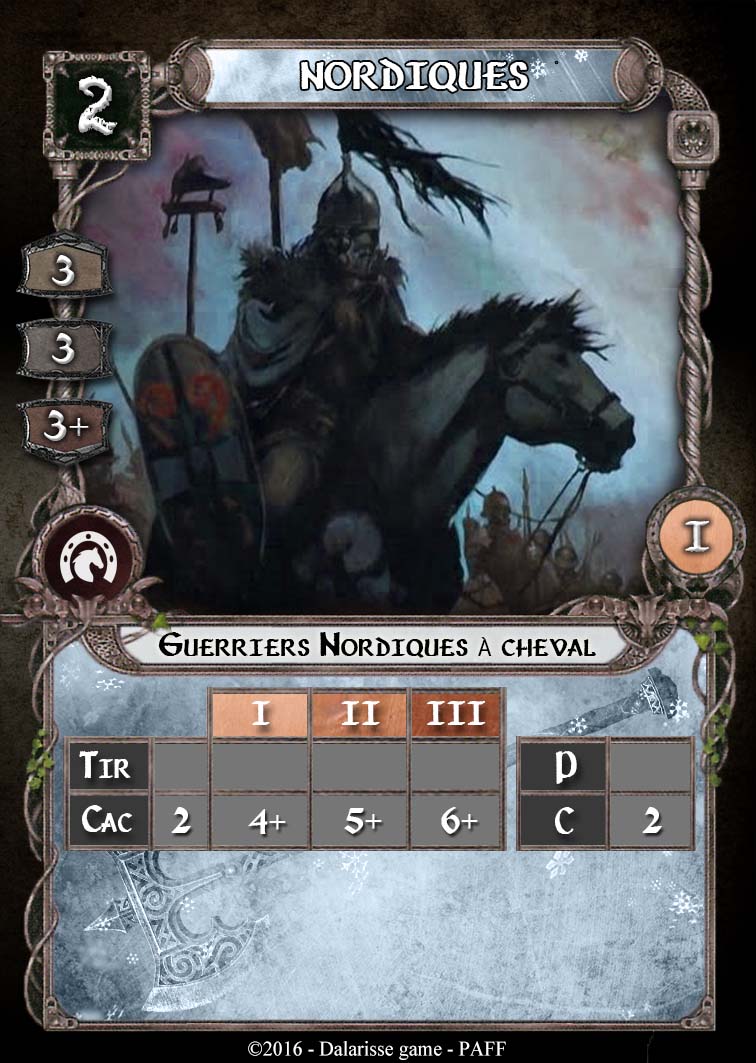 NORDIQUES
2
3
3
3+
I
Guerriers Nordiques à cheval
I II III
Tir P
Cac 2 4+ 5+ 6+ C 2
©2016 - Dalarisse game - PAFF